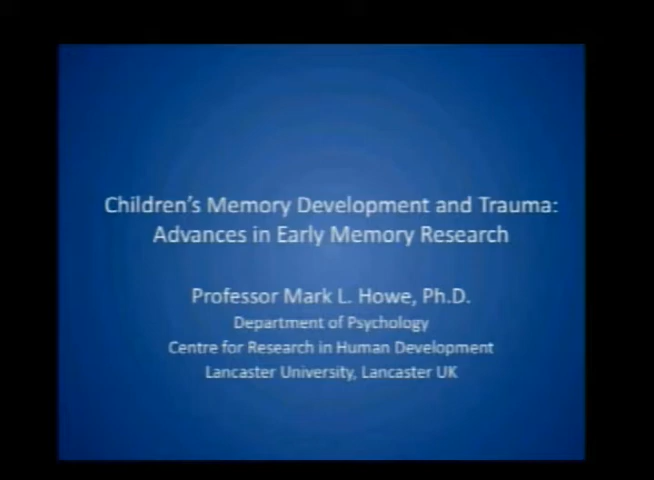 Children's Memory Development and Trauma:
Advances in Early Memory Research
Professor Mark L. Howe, Ph.D.
Department of Psychology
Centre for Research in Human Development
Lancaster University, Lancaster UK